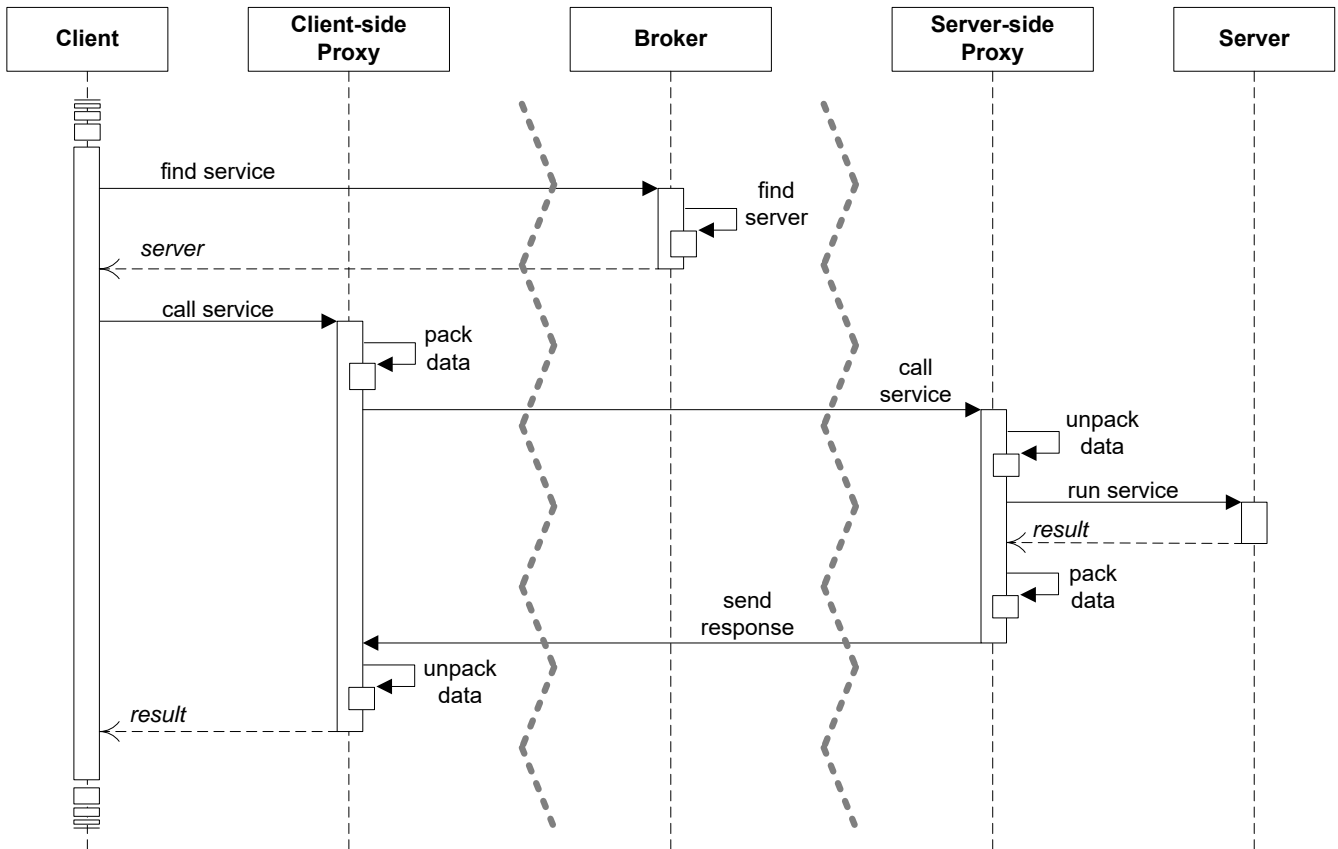 Client
Client-side
Proxy
Broker
Server-side
Proxy
Server
find service
find
server
server
call service
pack
data
call
service
unpack
data
run service
result
pack
data
send
response
unpack
data
result